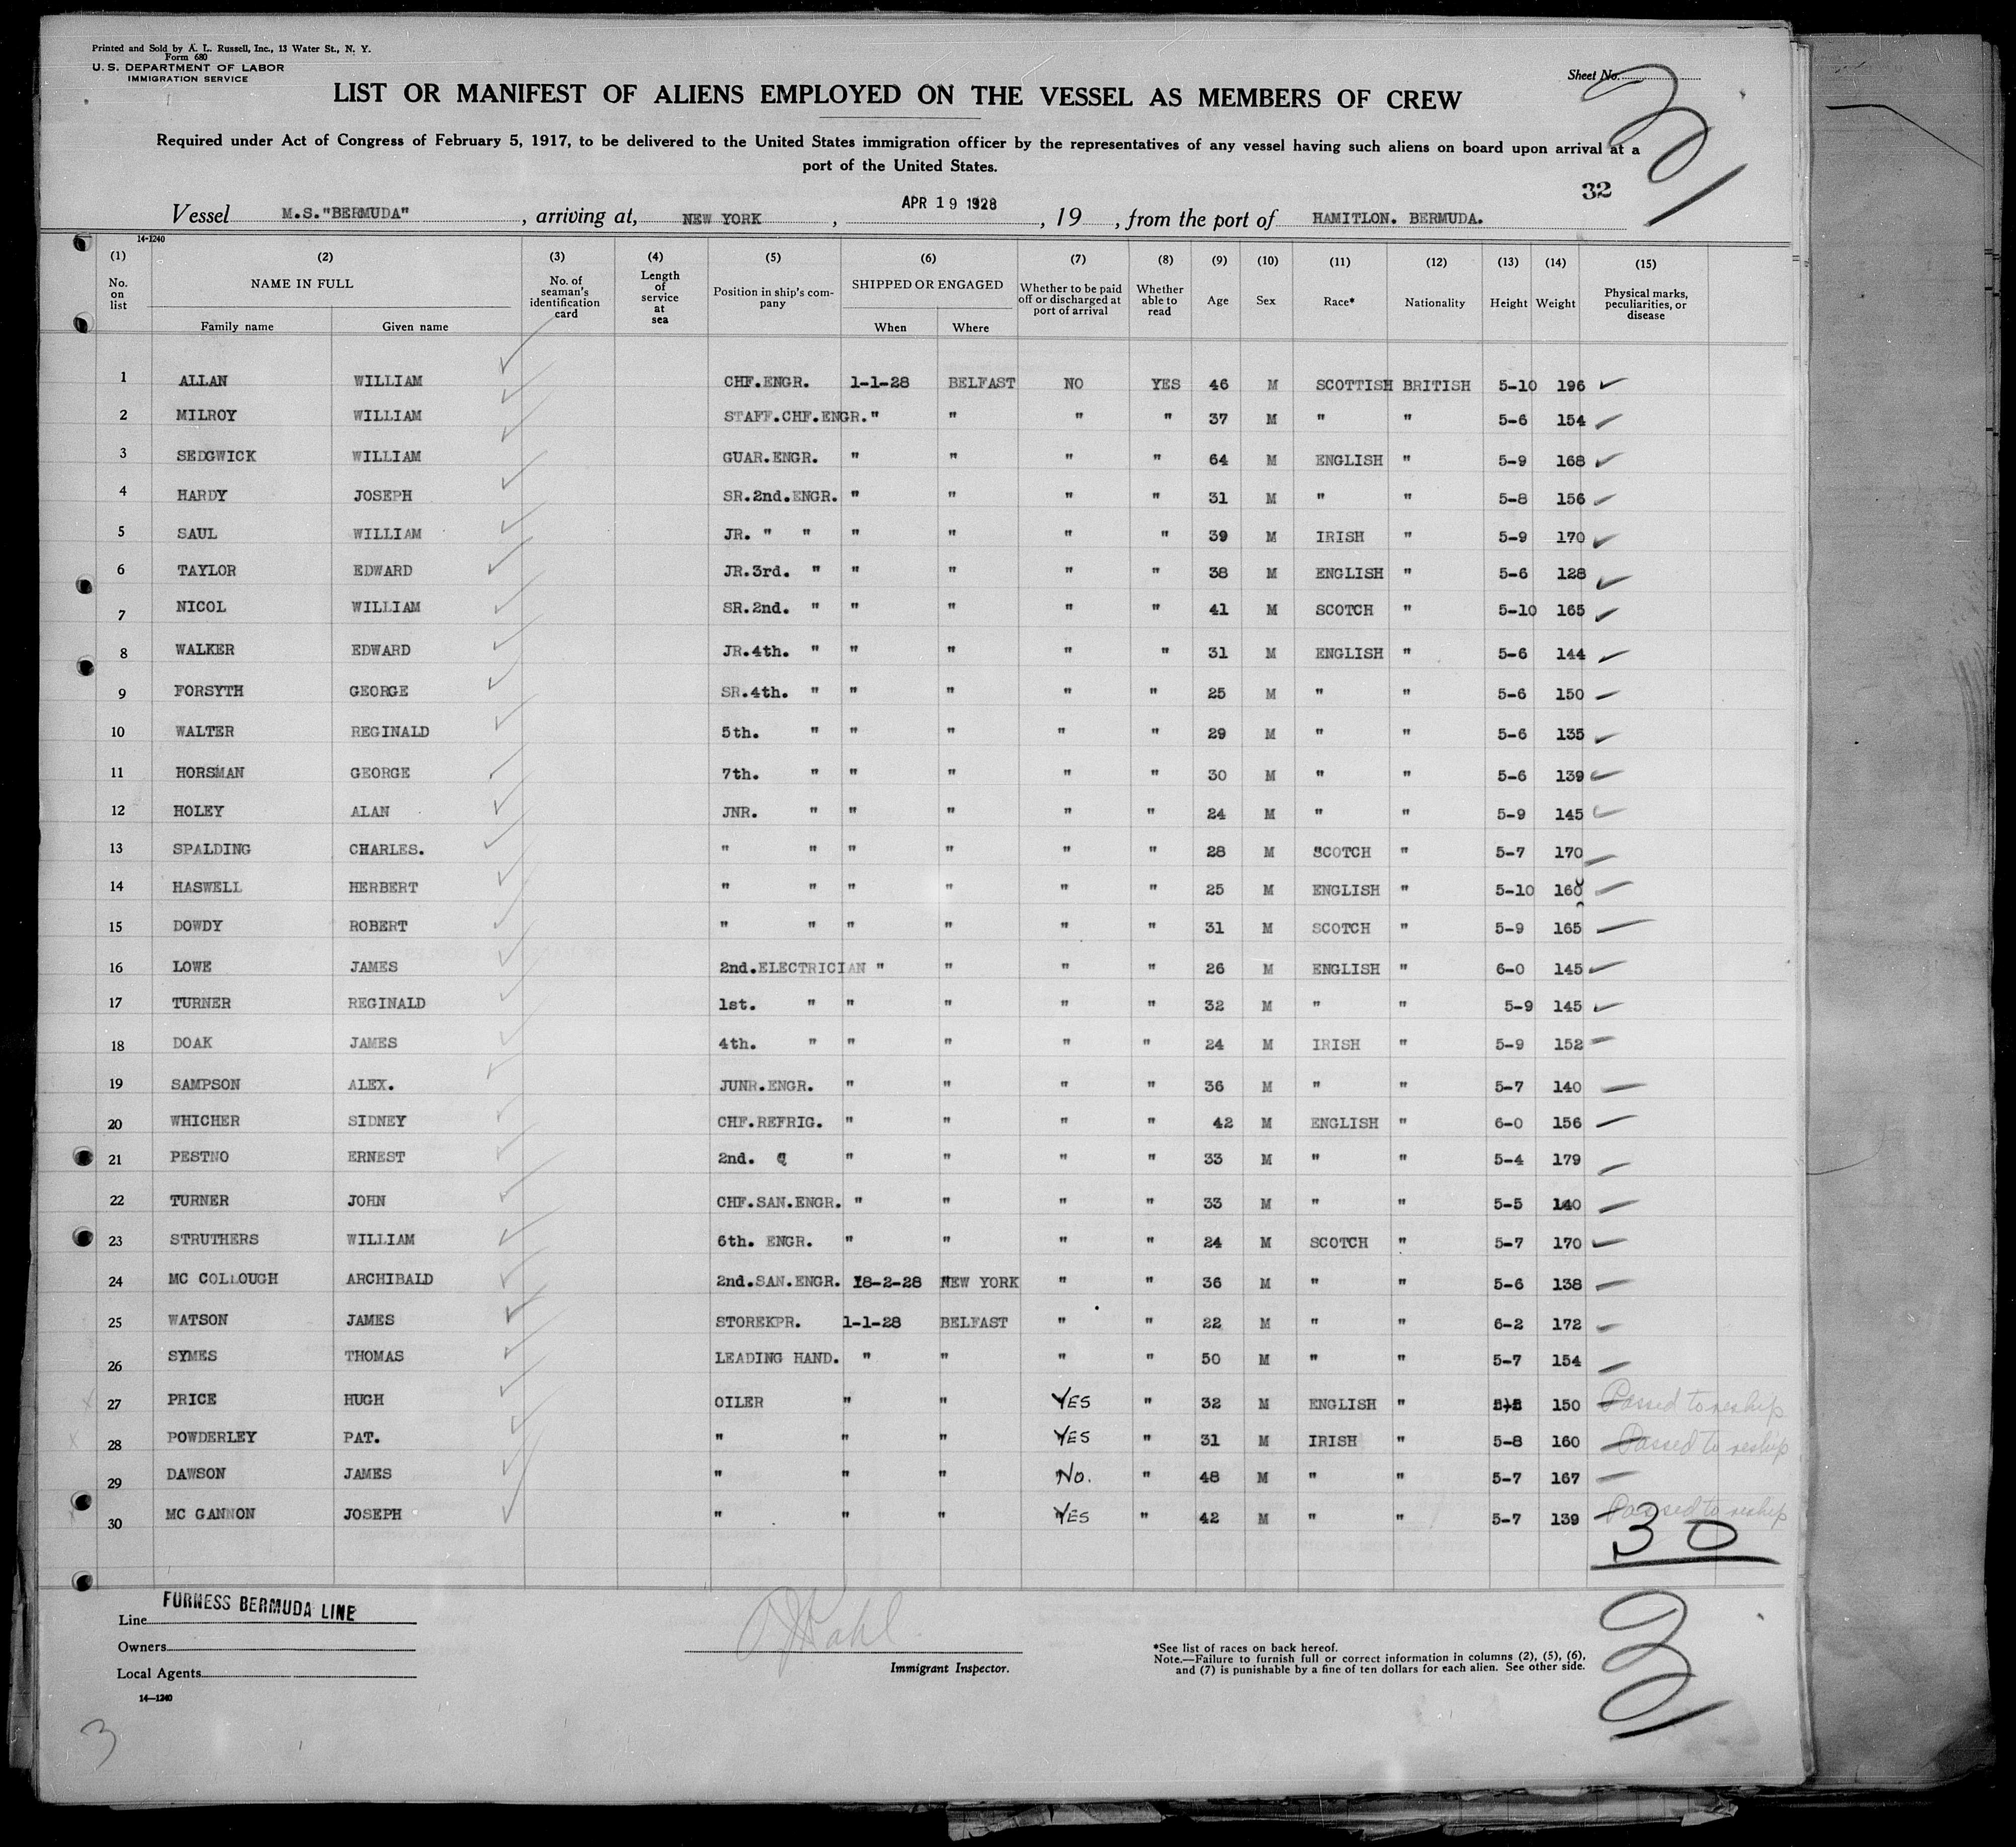 Printed and Sold by A. L. Russell, Inc., 13 Water St., N. Y.
Form 680
U. S. DEPARTMENT OF LABOR
IMMIGRATION SERVICE
Sheet No.
LIST OR MANIFEST OF ALIENS EMPLOYED ON THE VESSEL AS MEMBERS OF CREW
Required under Act of Congress of February 5, 1917, to be delivered to the United States immigration officer by the representatives of any vessel having such aliens on board upon arrival at a
port of the United States.
32
Vessel M.S."BERMUDA", arriving at, NEW YORK, APR 19 1928, 19, from the port of HAMITLON. BERMUDA.
14-1240
(1) (2) (3) (4) (5) (6) (7) (8) (9) (10) (11) (12) (13) (14) (15)
No. on list NAME IN FULL Family name Given name No. of seaman's identification card Length of service at sea Position in ship's company SHIPPED OR ENGAGED When Where Whether to be paid off or discharged at port of arrival Whether able to read Age Sex Race* Nationality Height Weight Physical marks, peculiarities, or disease
1 ALLAN WILLIAM CHF.ENGR. 1-1-28 BELFAST NO YES 46 M SCOTTISH BRITISH 5-10 196
2 MILROY WILLIAM STAFF.CHF.ENGR. " " " " 37 M " " 5-6 154
3 SEDGWICK WILLIAM GUAR.ENGR. " " " " 64 M ENGLISH " 5-9 168
4 HARDY JOSEPH SR.2nd.ENGR. " " " " 31 M " " 5-8 156
5 SAUL WILLIAM JR. " " " " " " 39 M IRISH " 5-9 170
6 TAYLOR EDWARD JR.3rd. " " " " " 38 M ENGLISH " 5-6 128
7 NICOL WILLIAM SR.2nd. " " " " " 41 M SCOTCH " 5-10 165
8 WALKER EDWARD JR.4th. " " " " " 31 M ENGLISH " 5-6 144
9 FORSYTH GEORGE SR.4th. " " " " " 25 M " " 5-6 150
10 WALTER REGINALD 5th. " " " " " 29 M " " 5-6 135
11 HORSMAN GEORGE 7th. " " " " " 30 M " " 5-6 139
12 HOLEY ALAN JNR. " " " " " 24 M " " 5-9 145
13 SPALDING CHARLES. " " " " " " 28 M SCOTCH " 5-7 170
14 HASWELL HERBERT " " " " " " 25 M ENGLISH " 5-10 160
15 DOWDY ROBERT " " " " " " 31 M SCOTCH " 5-9 165
16 LOWE JAMES 2nd.ELECTRICIAN " " " " 26 M ENGLISH " 6-0 145
17 TURNER REGINALD 1st. " " " " " 32 M " " 5-9 145
18 DOAK JAMES 4th. " " " " " 24 M IRISH " 5-9 152
19 SAMPSON ALEX. JUNR.ENGR. " " " " 36 M " " 5-7 140
20 WHICHER SIDNEY CHF.REFRIG. " " " " 42 M ENGLISH " 6-0 156
21 PESTNO ERNEST 2nd. " " " " 33 M " " 5-4 179
22 TURNER JOHN CHF.SAN.ENGR. " " " " 33 M " " 5-5 140
23 STRUTHERS WILLIAM 6th. ENGR. " " " " 24 M SCOTCH " 5-7 170
24 MC COLLOUGH ARCHIBALD 2nd.SAN.ENGR. 18-2-28 NEW YORK " " 36 M " " 5-6 138
25 WATSON JAMES STOREKPR. 1-1-28 BELFAST " " 22 M " " 6-2 172
26 SYMES THOMAS LEADING HAND. " " " " 50 M " " 5-7 154
27 PRICE HUGH OILER " " YES " 32 M ENGLISH " 150 Passed to reship
28 POWDERLEY PAT. " " " YES " 31 M IRISH " 5-8 160 Passed to reship
29 DAWSON JAMES " " " No. " 48 M " " 5-7 167
30 MC GANNON JOSEPH " " " YES " 42 M " " 5-7 139 Passed to reship
30
Line FURNESS BERMUDA LINE
Owners
Local Agents
Immigrant Inspector.
*See list of races on back hereof.
Note.—Failure to furnish full or correct information in columns (2), (5), (6),
and (7) is punishable by a fine of ten dollars for each alien. See other side.
14—1240
3